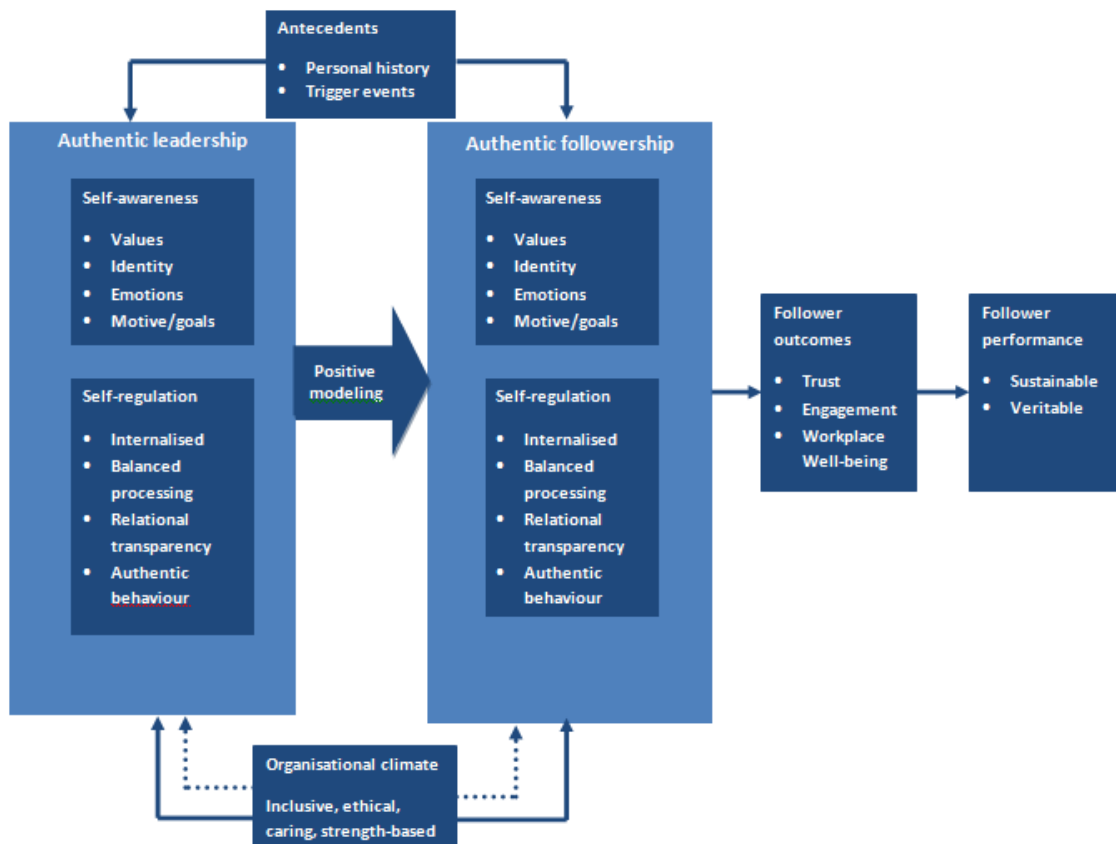 Antecedents
• Personal history
• Trigger events
Authentic leadership
Self-awareness
• Values
• Identity
• Emotions
• Motive/goals
Self-regulation
• Internalised
• Balanced
processing
• Relational
transparency
• Authentic
behaviour
Positive
modeling
Authentic followership
Self-awareness
• Values
• Identity
• Emotions
• Motive/goals
Self-regulation
• Internalised
• Balanced
processing
• Relational
transparency
• Authentic
behaviour
Follower
outcomes
• Trust
• Engagement
• Workplace
Well-being
Follower
performance
• Sustainable
• Veritable
Organisational climate
Inclusive, ethical,
caring, strength-based